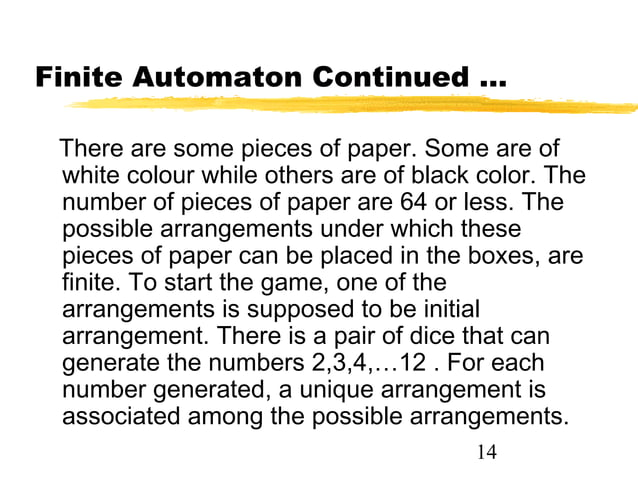 Finite Automaton Continued …
There are some pieces of paper. Some are of
white colour while others are of black color. The
number of pieces of paper are 64 or less. The
possible arrangements under which these
pieces of paper can be placed in the boxes, are
finite. To start the game, one of the
arrangements is supposed to be initial
arrangement. There is a pair of dice that can
generate the numbers 2,3,4,…12 . For each
number generated, a unique arrangement is
associated among the possible arrangements.
14